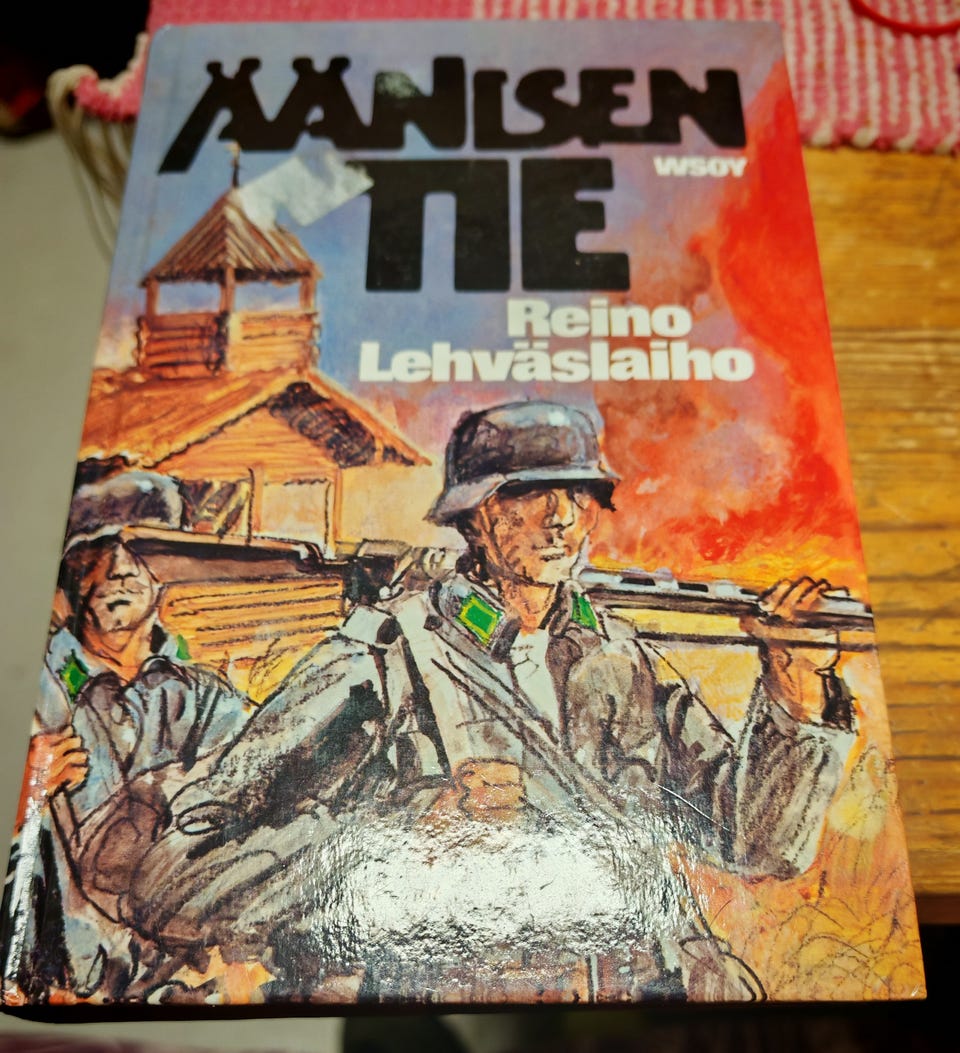 ÄÄNISEN
TIE
WSOY
Reino
Lehväslaiho